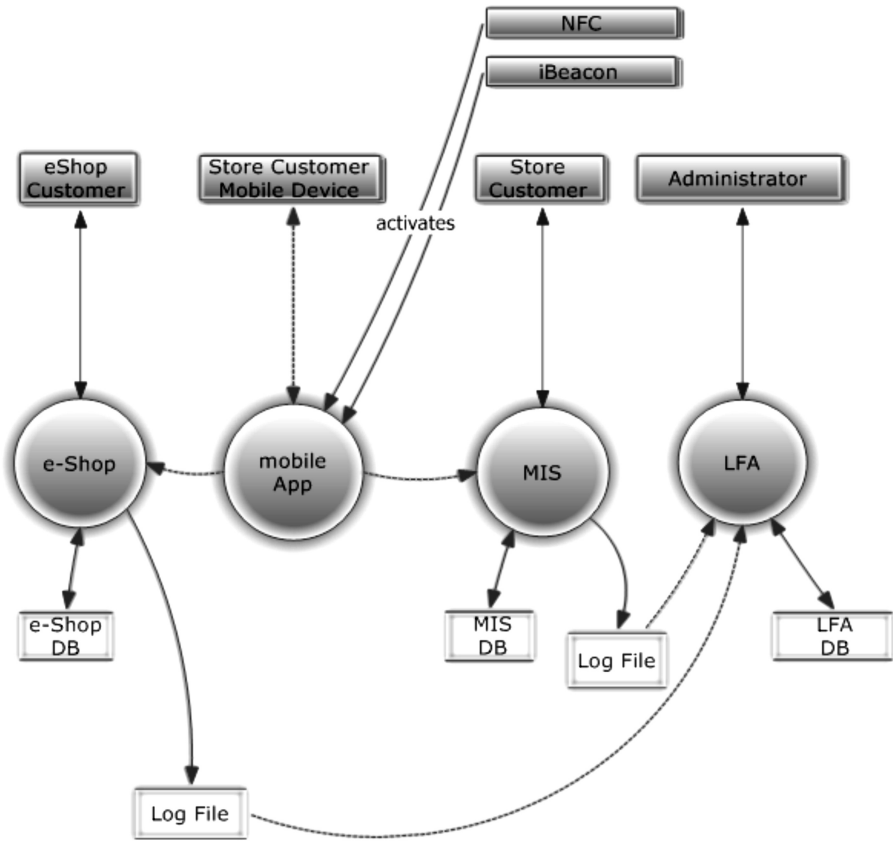 NFC
iBeacon
eShop
Customer
Store Customer
Mobile Device
Store
Customer
Administrator
activates
e-Shop
mobile
App
MIS
LFA
e-Shop
DB
MIS
DB
Log File
LFA
DB
Log File